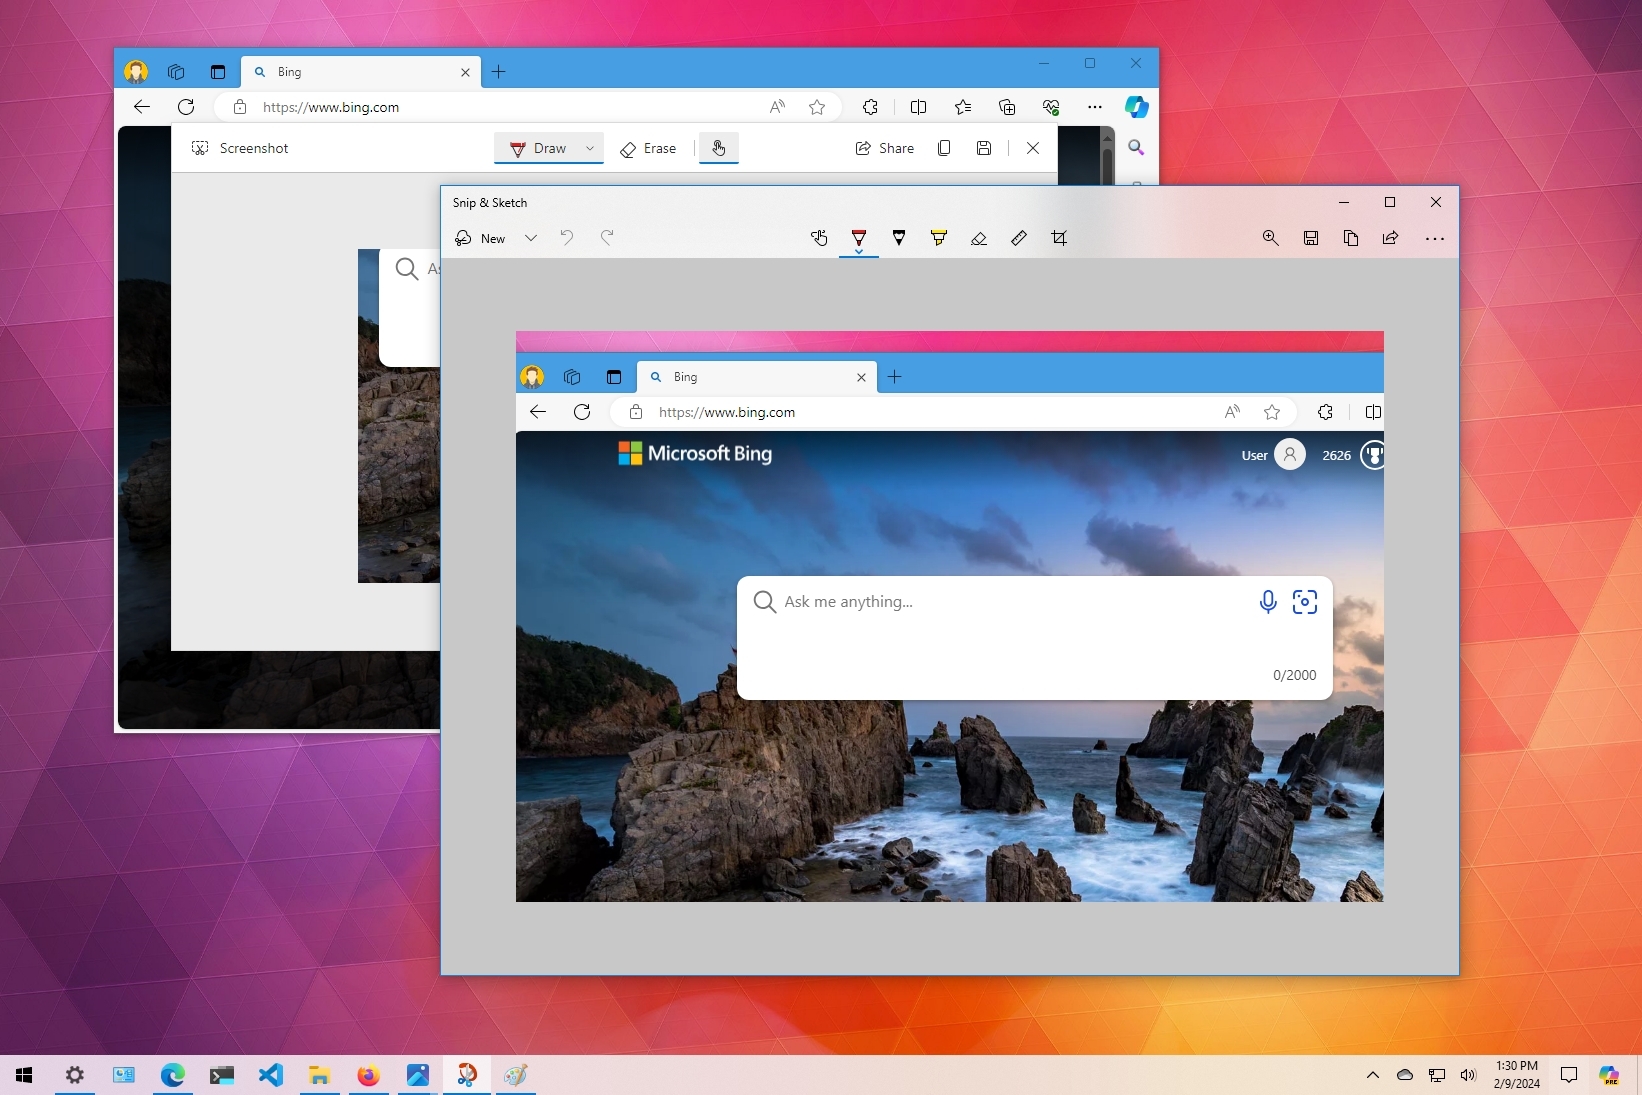 Bing
https://www.bing.com
Screenshot
Draw
Erase
Share
Snip & Sketch
New
Bing
https://www.bing.com
Microsoft Bing
User
2626
Ask me anything...
0/2000
1:30 PM
2/9/2024
PRE